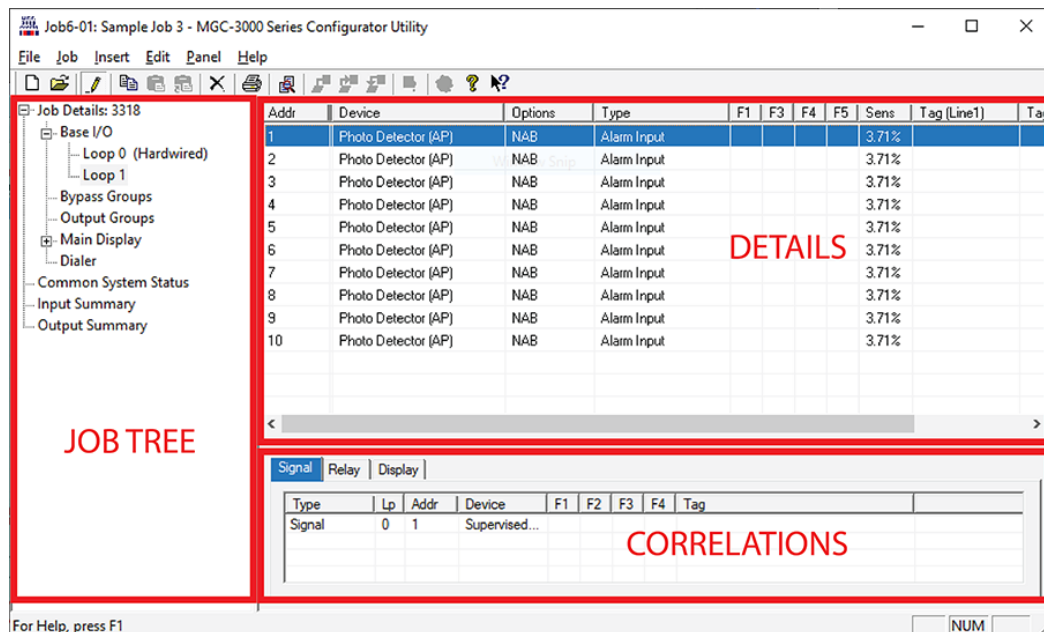 Job6-01: Sample Job 3 - MGC-3000 Series Configurator Utility
File Job Insert Edit Panel Help
Job Details: 3318
Base I/O
Loop 0 (Hardwired)
Loop 1
Bypass Groups
Output Groups
Main Display
Dialer
Common System Status
Input Summary
Output Summary
JOB TREE
Addr Device Options Type F1 F3 F4 F5 Sens Tag (Line1) Tag
1 Photo Detector (AP) NAB Alarm Input 3.71%
2 Photo Detector (AP) NAB Alarm Input 3.71%
3 Photo Detector (AP) NAB Alarm Input 3.71%
4 Photo Detector (AP) NAB Alarm Input 3.71%
5 Photo Detector (AP) NAB Alarm Input 3.71%
6 Photo Detector (AP) NAB Alarm Input 3.71%
7 Photo Detector (AP) NAB Alarm Input 3.71%
8 Photo Detector (AP) NAB Alarm Input 3.71%
9 Photo Detector (AP) NAB Alarm Input 3.71%
10 Photo Detector (AP) NAB Alarm Input 3.71%
DETAILS
Signal Relay Display
Type Lp Addr Device F1 F2 F3 F4 Tag
Signal 0 1 Supervised...
CORRELATIONS
For Help, press F1
NUM